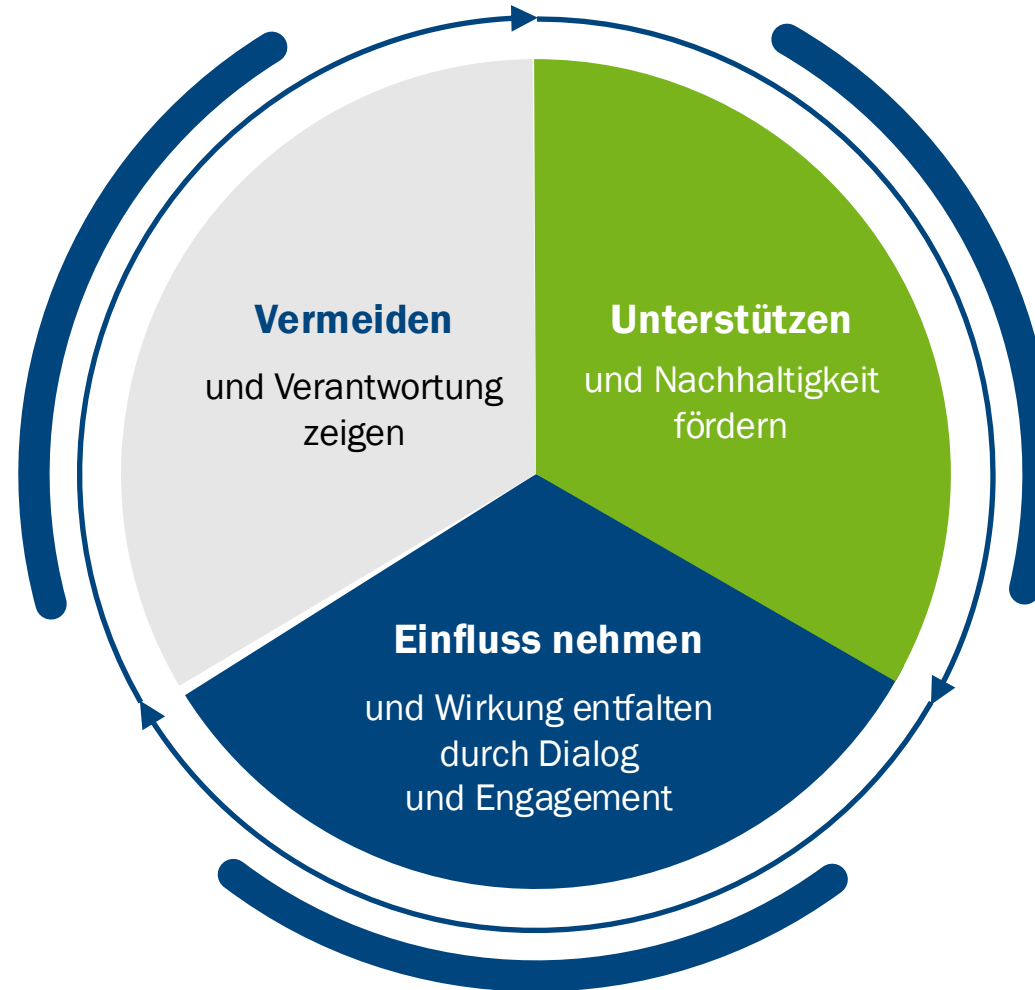 Vermeiden
und Verantwortung
zeigen
Unterstützen
und Nachhaltigkeit
fördern
Einfluss nehmen
und Wirkung entfalten
durch Dialog
und Engagement